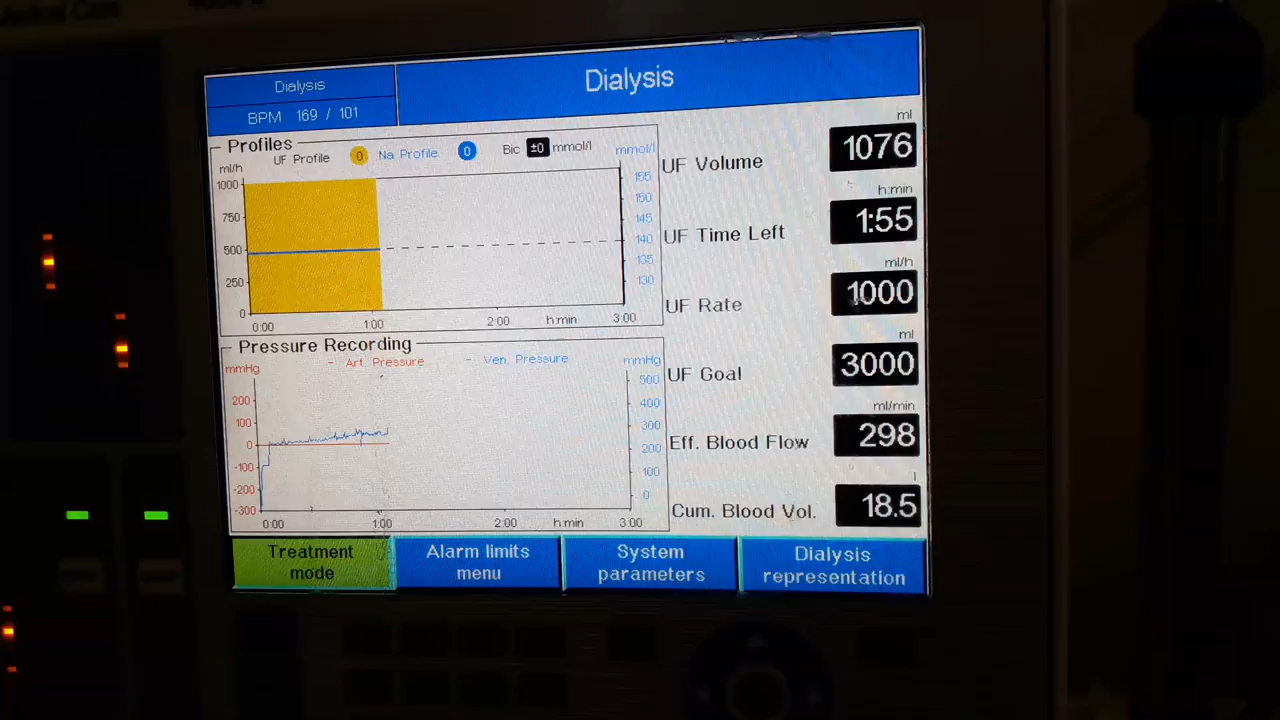 Dialysis
BPM 169 / 101
Dialysis
Profiles
ml/h
UF Profile 0 Na Profile 0 Bic ±0 mmol/l
mmol/l
1000
750
500
250
0
155
150
145
140
135
130
0:00 1:00 2:00 h:min 3:00
Pressure Recording
mmHg
- Art. Pressure - Ven. Pressure
mmHg
200
100
0
-100
-200
-300
500
400
300
200
100
0
0:00 1:00 2:00 h:min 3:00
ml
UF Volume 1076
h:min
UF Time Left 1:55
ml/h
UF Rate 1000
ml
UF Goal 3000
ml/min
Eff. Blood Flow 298
l
Cum. Blood Vol. 18.5
Treatment mode
Alarm limits menu
System parameters
Dialysis representation